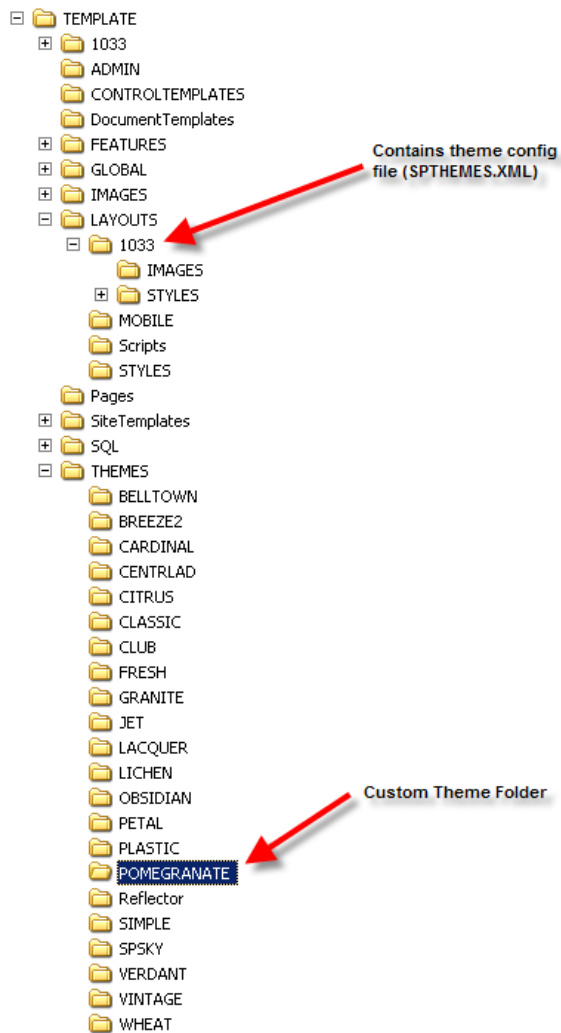 TEMPLATE
1033
ADMIN
CONTROLTEMPLATES
DocumentTemplates
FEATURES
Contains theme config
file (SPTHEMES.XML)
GLOBAL
IMAGES
LAYOUTS
1033
IMAGES
STYLES
MOBILE
Scripts
STYLES
Pages
SiteTemplates
SQL
THEMES
BELLTOWN
BREEZE2
CARDINAL
CENTRLAD
CITRUS
CLASSIC
CLUB
FRESH
GRANITE
JET
LACQUER
LICHEN
OBSIDIAN
Custom Theme Folder
PETAL
PLASTIC
POMEGRANATE
Reflector
SIMPLE
SPSKY
VERDANT
VINTAGE
WHEAT